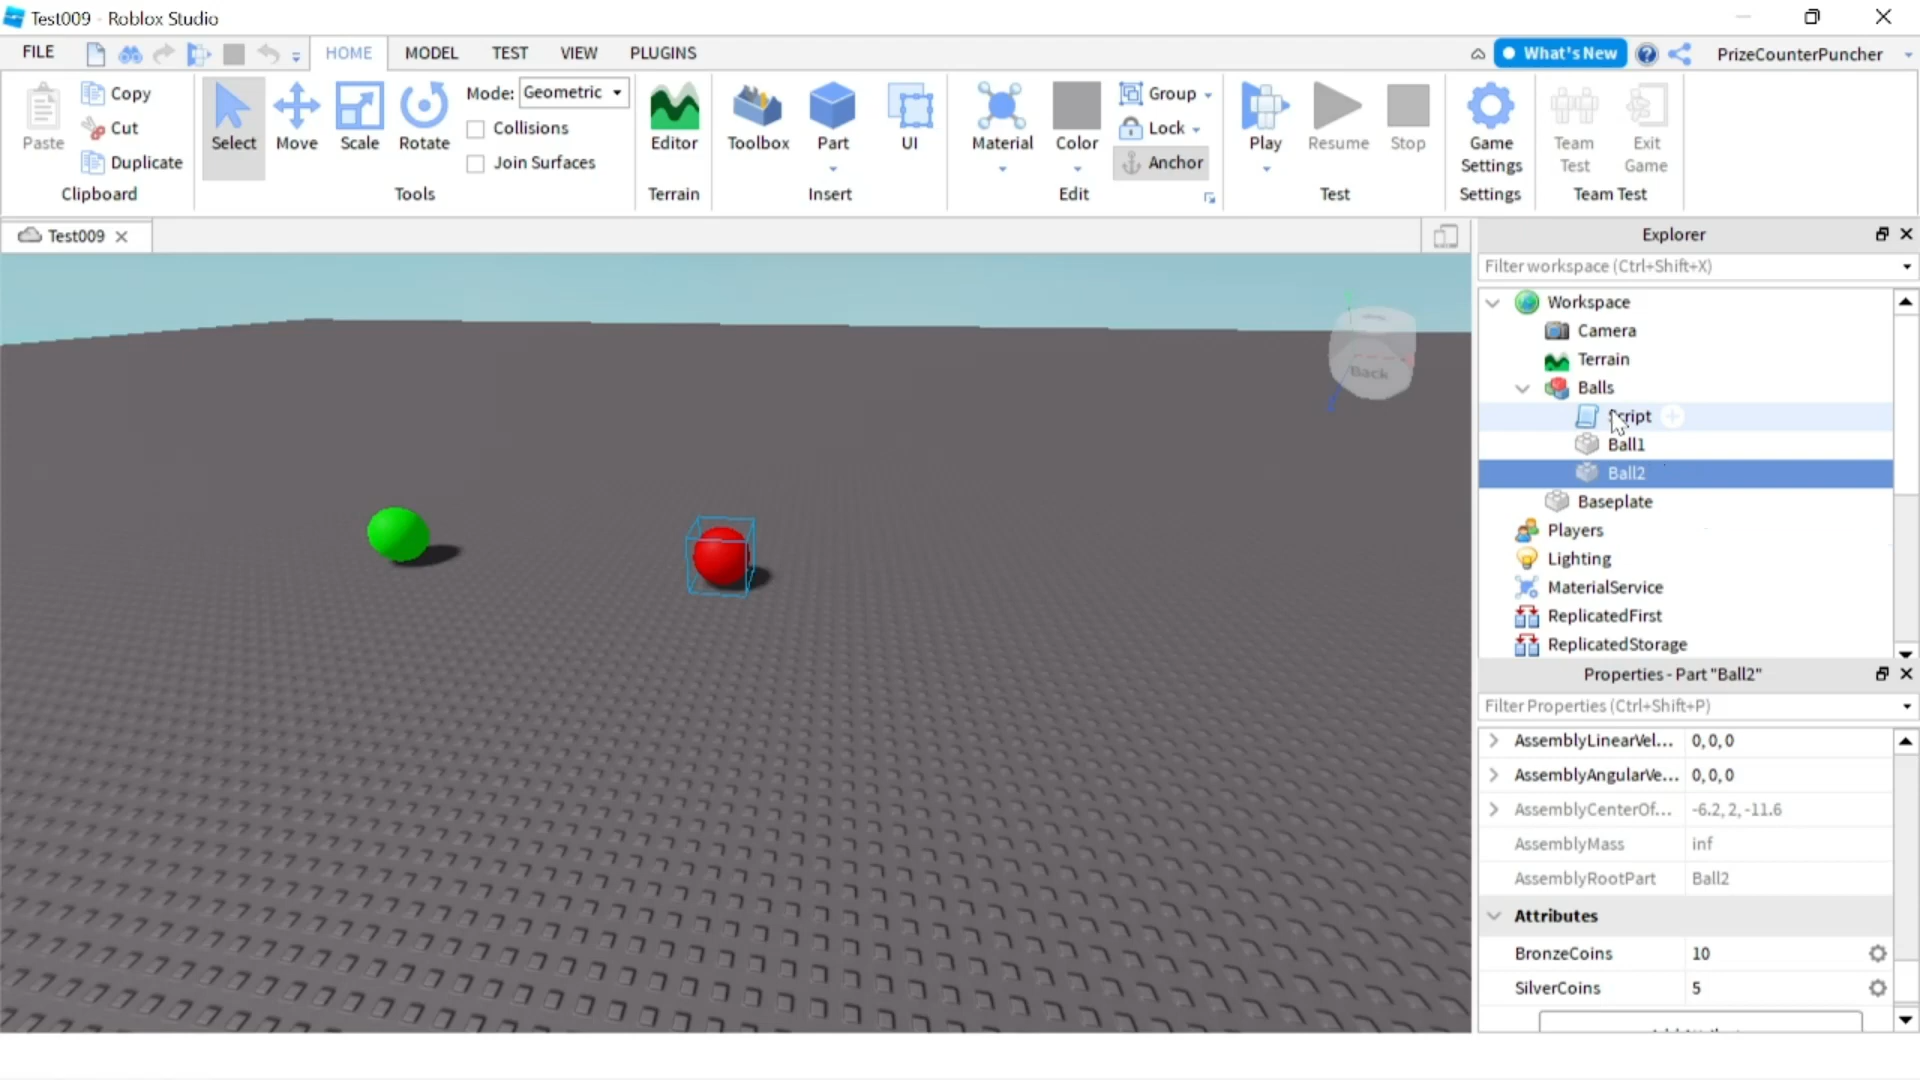 Test009 - Roblox Studio
FILE
HOME
MODEL
TEST
VIEW
PLUGINS
What's New
PrizeCounterPuncher
Paste
Copy
Cut
Duplicate
Clipboard
Select
Move
Scale
Rotate
Mode: Geometric
Collisions
Join Surfaces
Tools
Editor
Terrain
Toolbox
Part
UI
Insert
Material
Color
Group
Lock
Anchor
Edit
Play
Resume
Stop
Test
Game
Settings
Settings
Team
Test
Exit
Game
Team Test
Test009
Back
Explorer
Filter workspace (Ctrl+Shift+X)
Workspace
Camera
Terrain
Balls
Script
Ball1
Ball2
Baseplate
Players
Lighting
MaterialService
ReplicatedFirst
ReplicatedStorage
Properties - Part "Ball2"
Filter Properties (Ctrl+Shift+P)
AssemblyLinearVel... 0, 0, 0
AssemblyAngularVe... 0, 0, 0
AssemblyCenterOf... -6.2, 2, -11.6
AssemblyMass inf
AssemblyRootPart Ball2
Attributes
BronzeCoins 10
SilverCoins 5